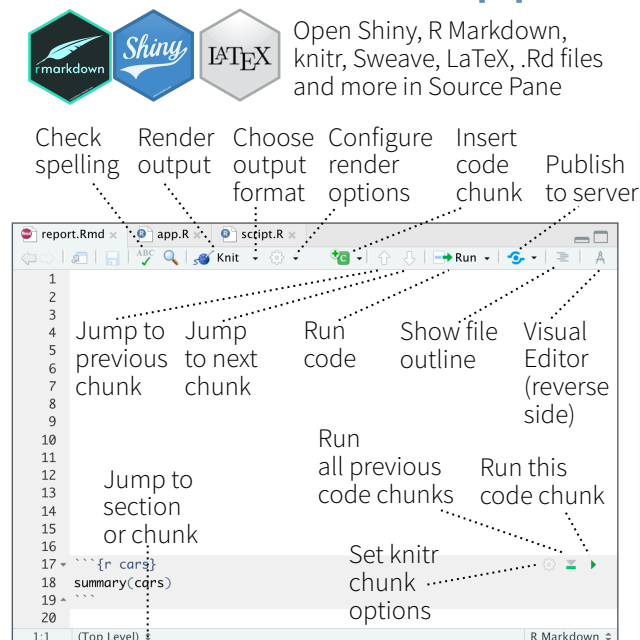 rmarkdown
Shiny
LATEX
Open Shiny, R Markdown,
knitr, Sweave, LaTeX, .Rd files
and more in Source Pane
Check
spelling
Render
output
Choose
output
format
Configure
render
options
Insert
code
chunk
Publish
to server
report.Rmd
app.R
script.R
ABC
Knit
C
Run
1
2
3
4
5
6
7
8
9
10
11
12
13
14
15
16
Jump to
previous
chunk
Jump
to next
chunk
Run
code
Show file
outline
Visual
Editor
(reverse
side)
Run
all previous
code chunks
Run this
code chunk
Jump to
section
or chunk
Set knitr
chunk
options
17 ```{r cars}
18 summary(cars)
19 ```
20
1:1 (Top Level) R Markdown